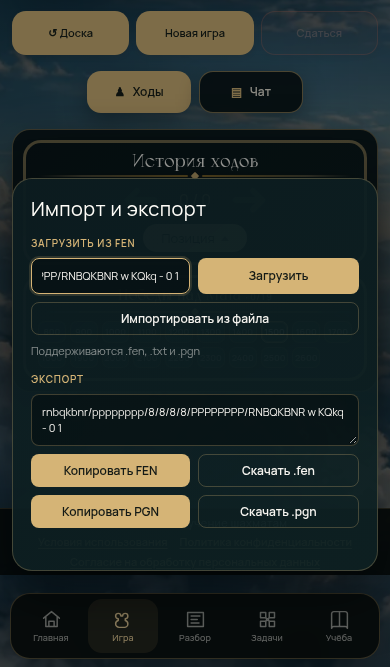 ↺ Доска
Новая игра
Сдаться
♟ Ходы
Чат
История ходов
Импорт и экспорт
ЗАГРУЗИТЬ ИЗ FEN
PP/RNBQKBNR w KQkq - 0 1
Загрузить
Импортировать из файла
Поддерживаются .fen, .txt и .pgn
ЭКСПОРТ
rnbqkbnr/pppppppp/8/8/8/8/PPPPPPPP/RNBQKBNR w KQkq
- 0 1
Копировать FEN
Скачать .fen
Копировать PGN
Скачать .pgn
Главная
Игра
Разбор
Задачи
Учёба